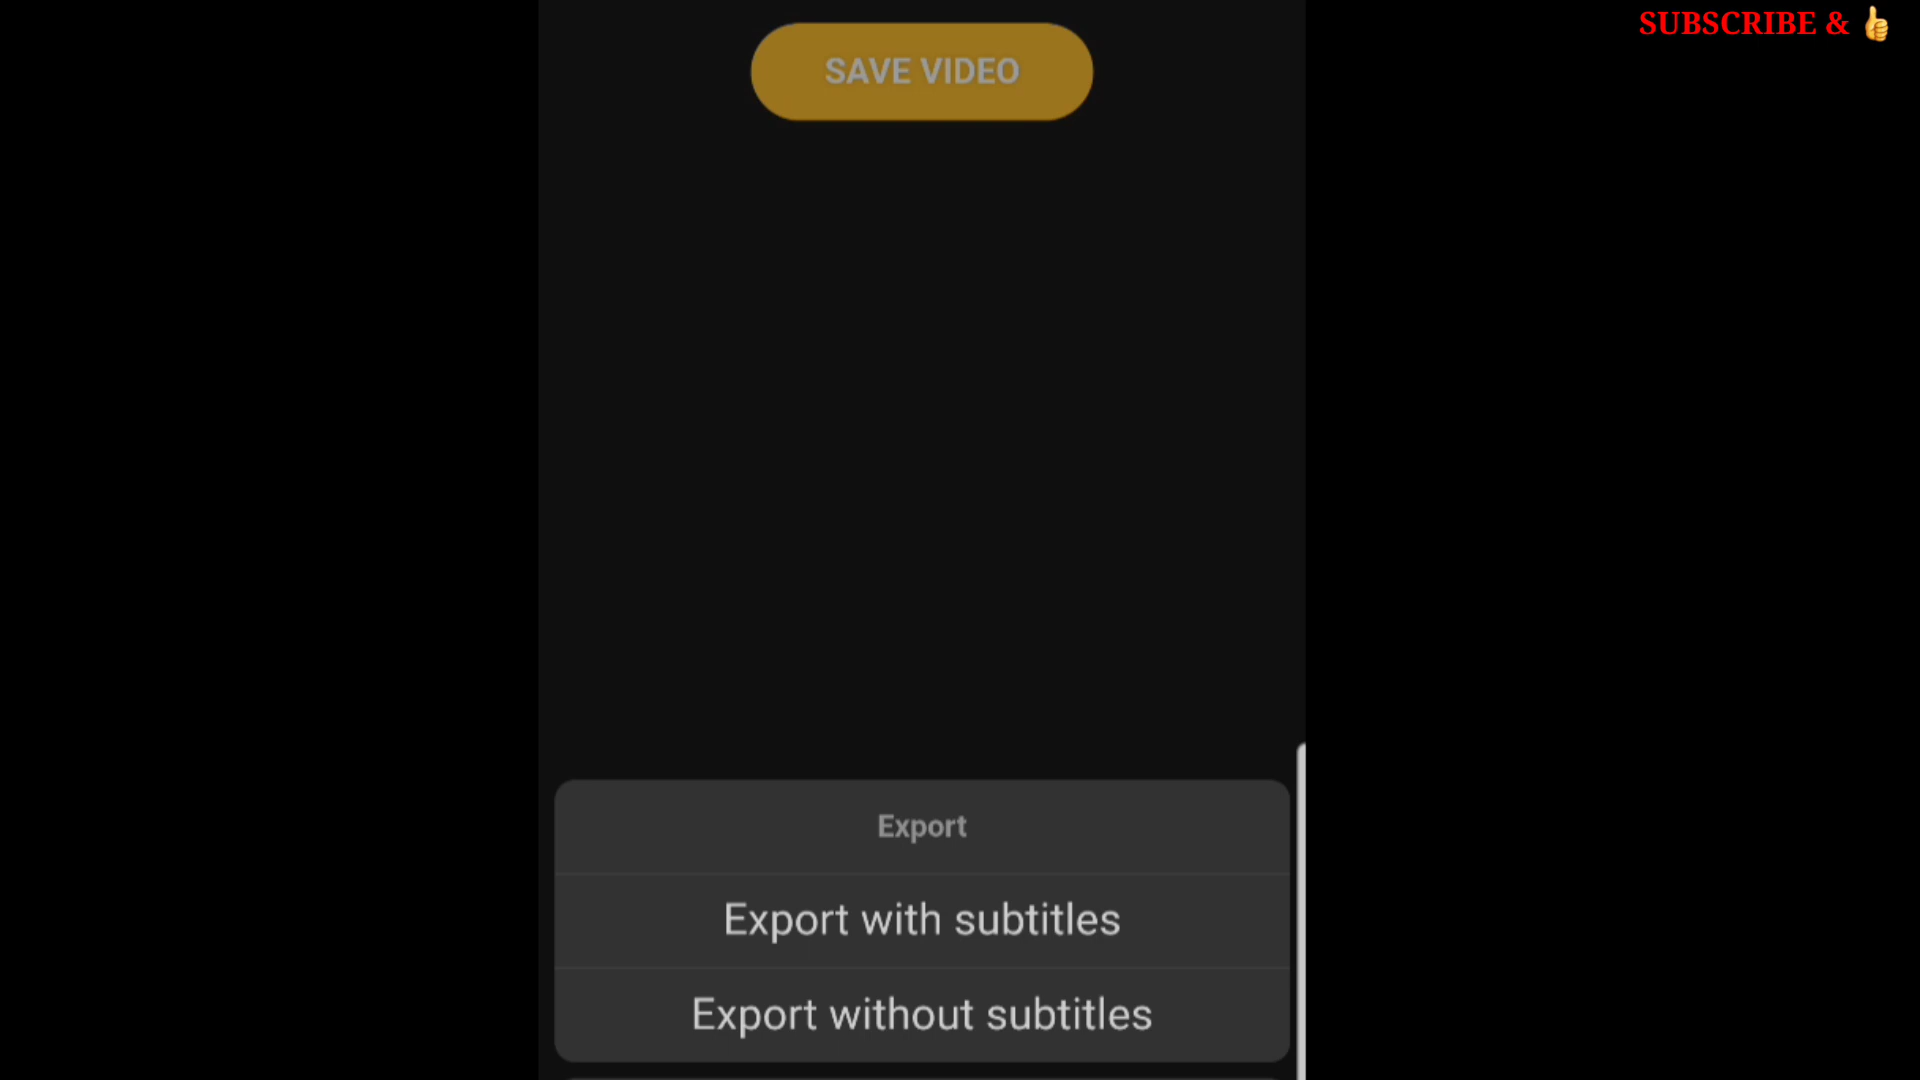 SUBSCRIBE & 👍
SAVE VIDEO
Export
Export with subtitles
Export without subtitles